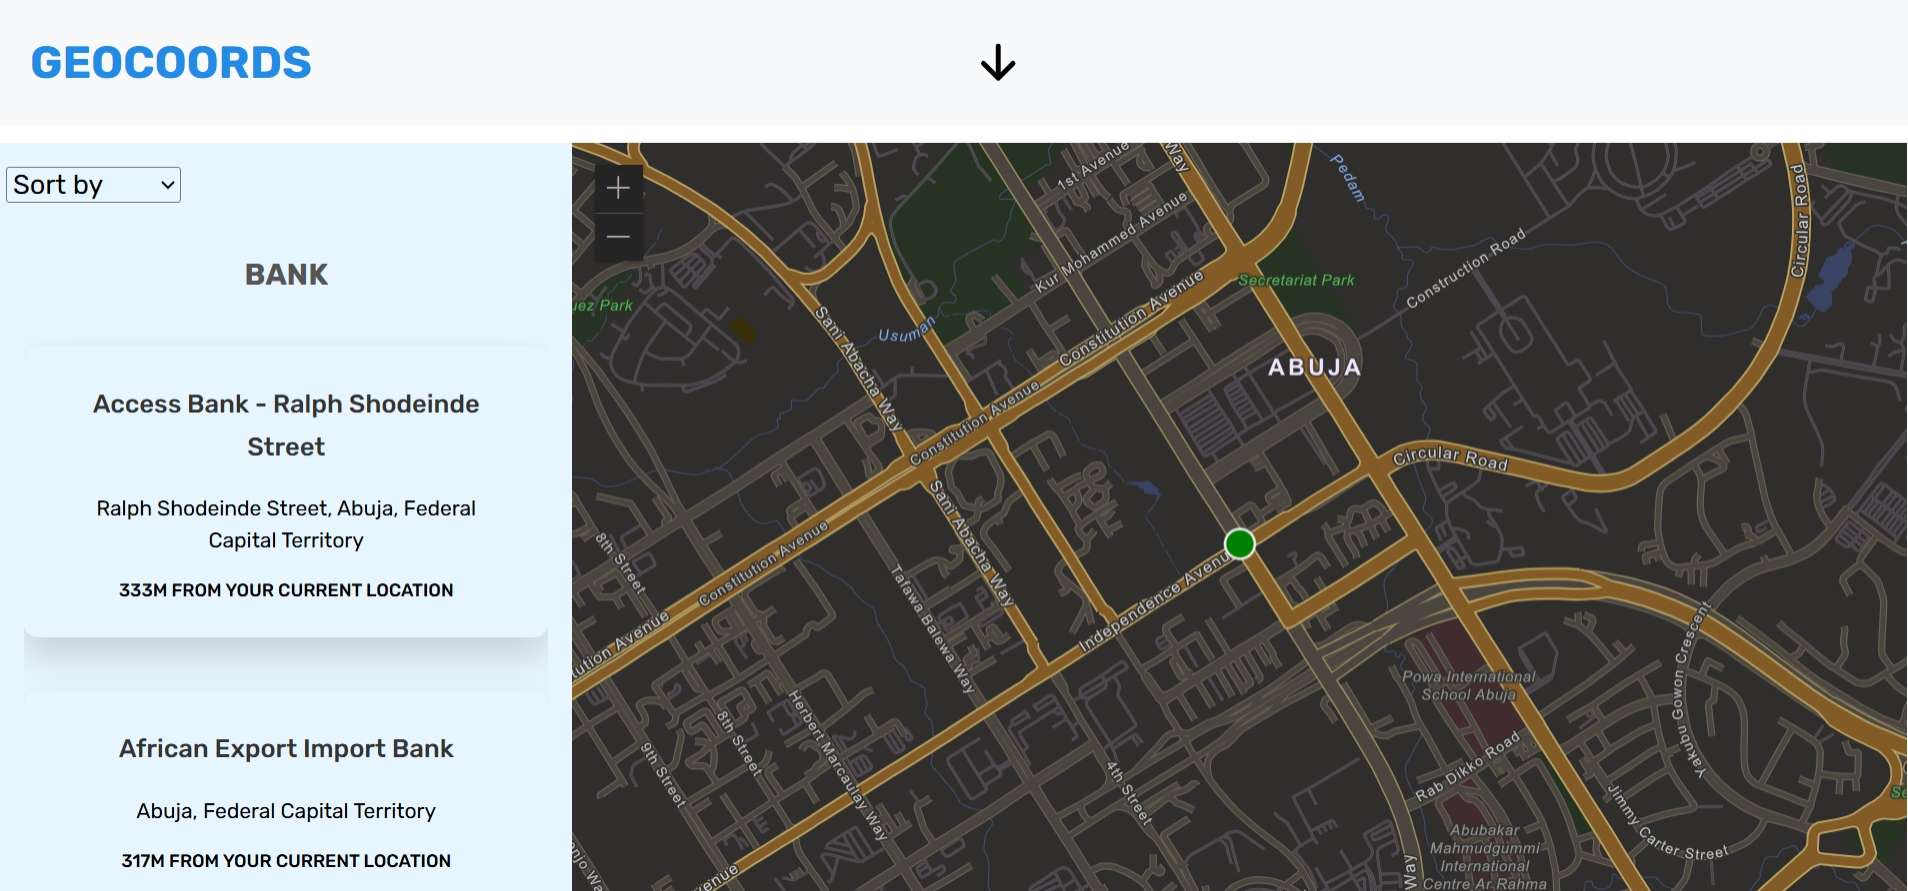 GEOCOORDS
Sort by
BANK
Access Bank - Ralph Shodeinde
Street
Ralph Shodeinde Street, Abuja, Federal
Capital Territory
333M FROM YOUR CURRENT LOCATION
African Export Import Bank
Abuja, Federal Capital Territory
317M FROM YOUR CURRENT LOCATION
+
−
1st Avenue
Way
Pedam
Circular Road
Kur Mohammed Avenue
Construction Road
Secretariat Park
uez Park
Usuman
Sani Abacha Way
Constitution Avenue
ABUJA
Constitution Avenue
Circular Road
Sani Abacha Way
8th Street
Constitution Avenue
Independence Avenue
Tafawa Balewa Way
ution Avenue
Yakubu Gowon Crescent
Powa International
School Abuja
Herbert Marcaulay Way
8th Street
9th Street
4th Street
Rab Dikko Road
Jimmy Carter Street
Se
Abubakar
Mahmudgummi
International
Centre Ar Rahma
Way
enue
njo Wa